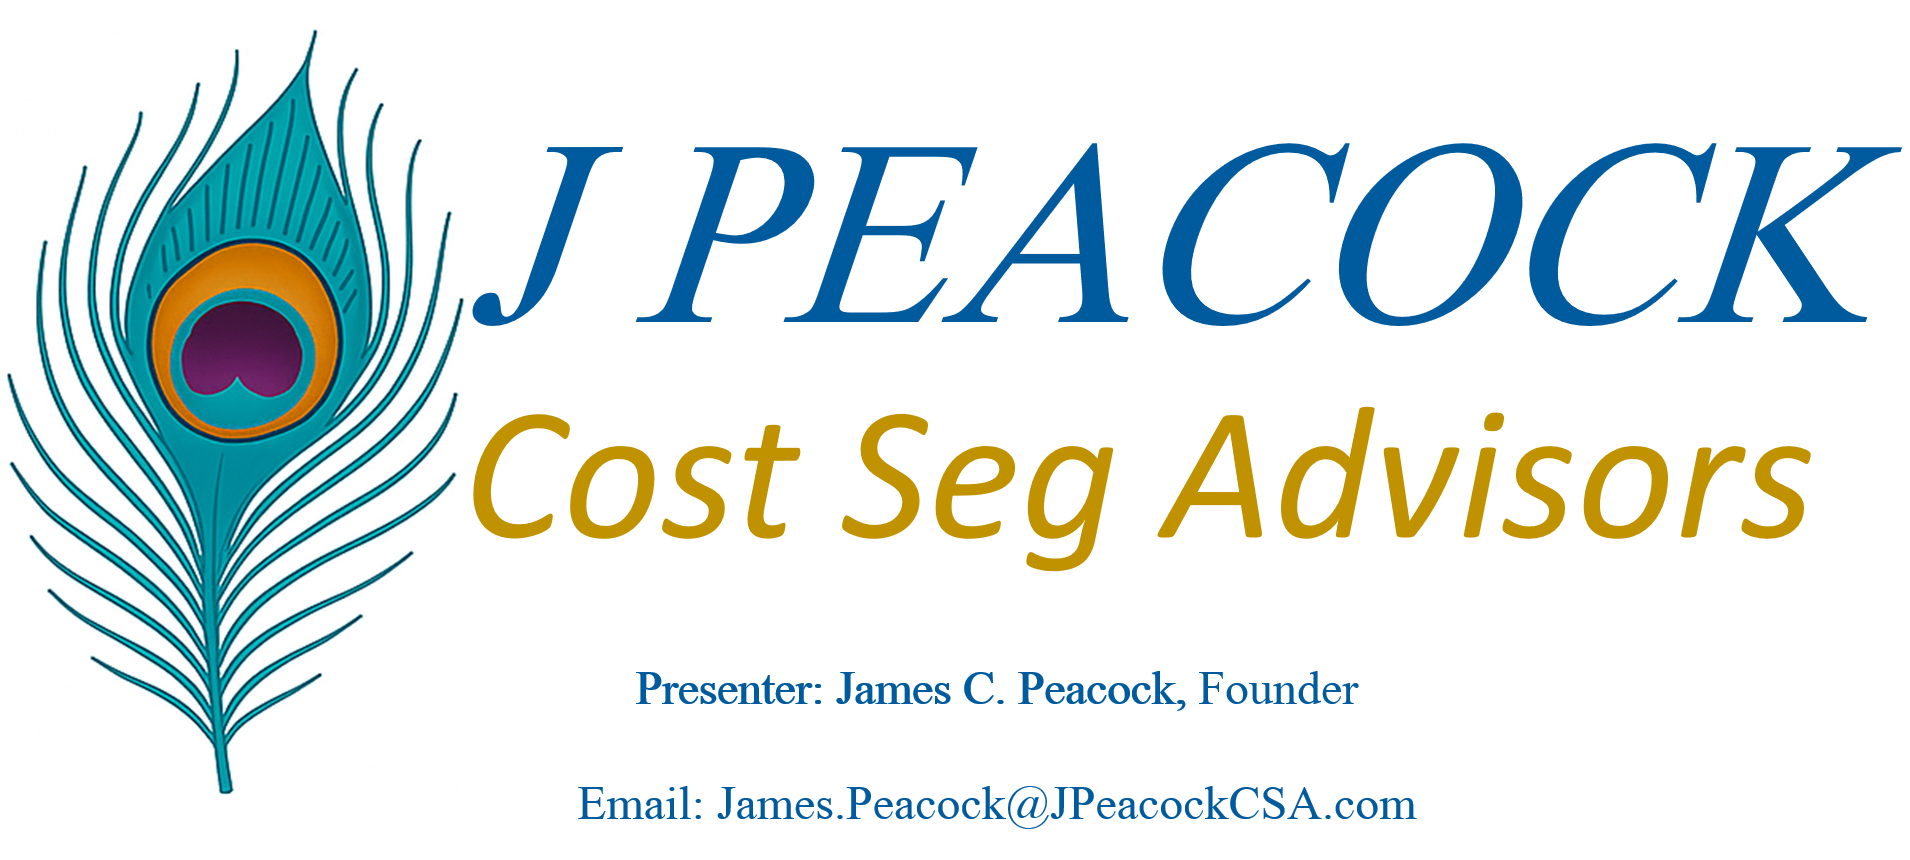 J PEACOCK
Cost Seg Advisors
Presenter: James C. Peacock, Founder
Email: James.Peacock@JPeacockCSA.com